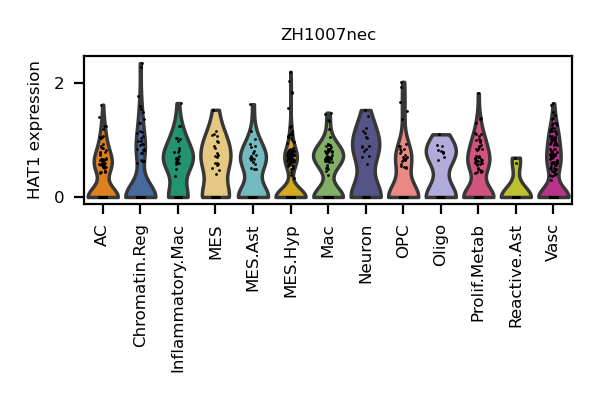 ZH1007nec
HAT1 expression
2
0
AC
Chromatin.Reg
Inflammatory.Mac
MES
MES.Ast
MES.Hyp
Mac
Neuron
OPC
Oligo
Prolif.Metab
Reactive.Ast
Vasc